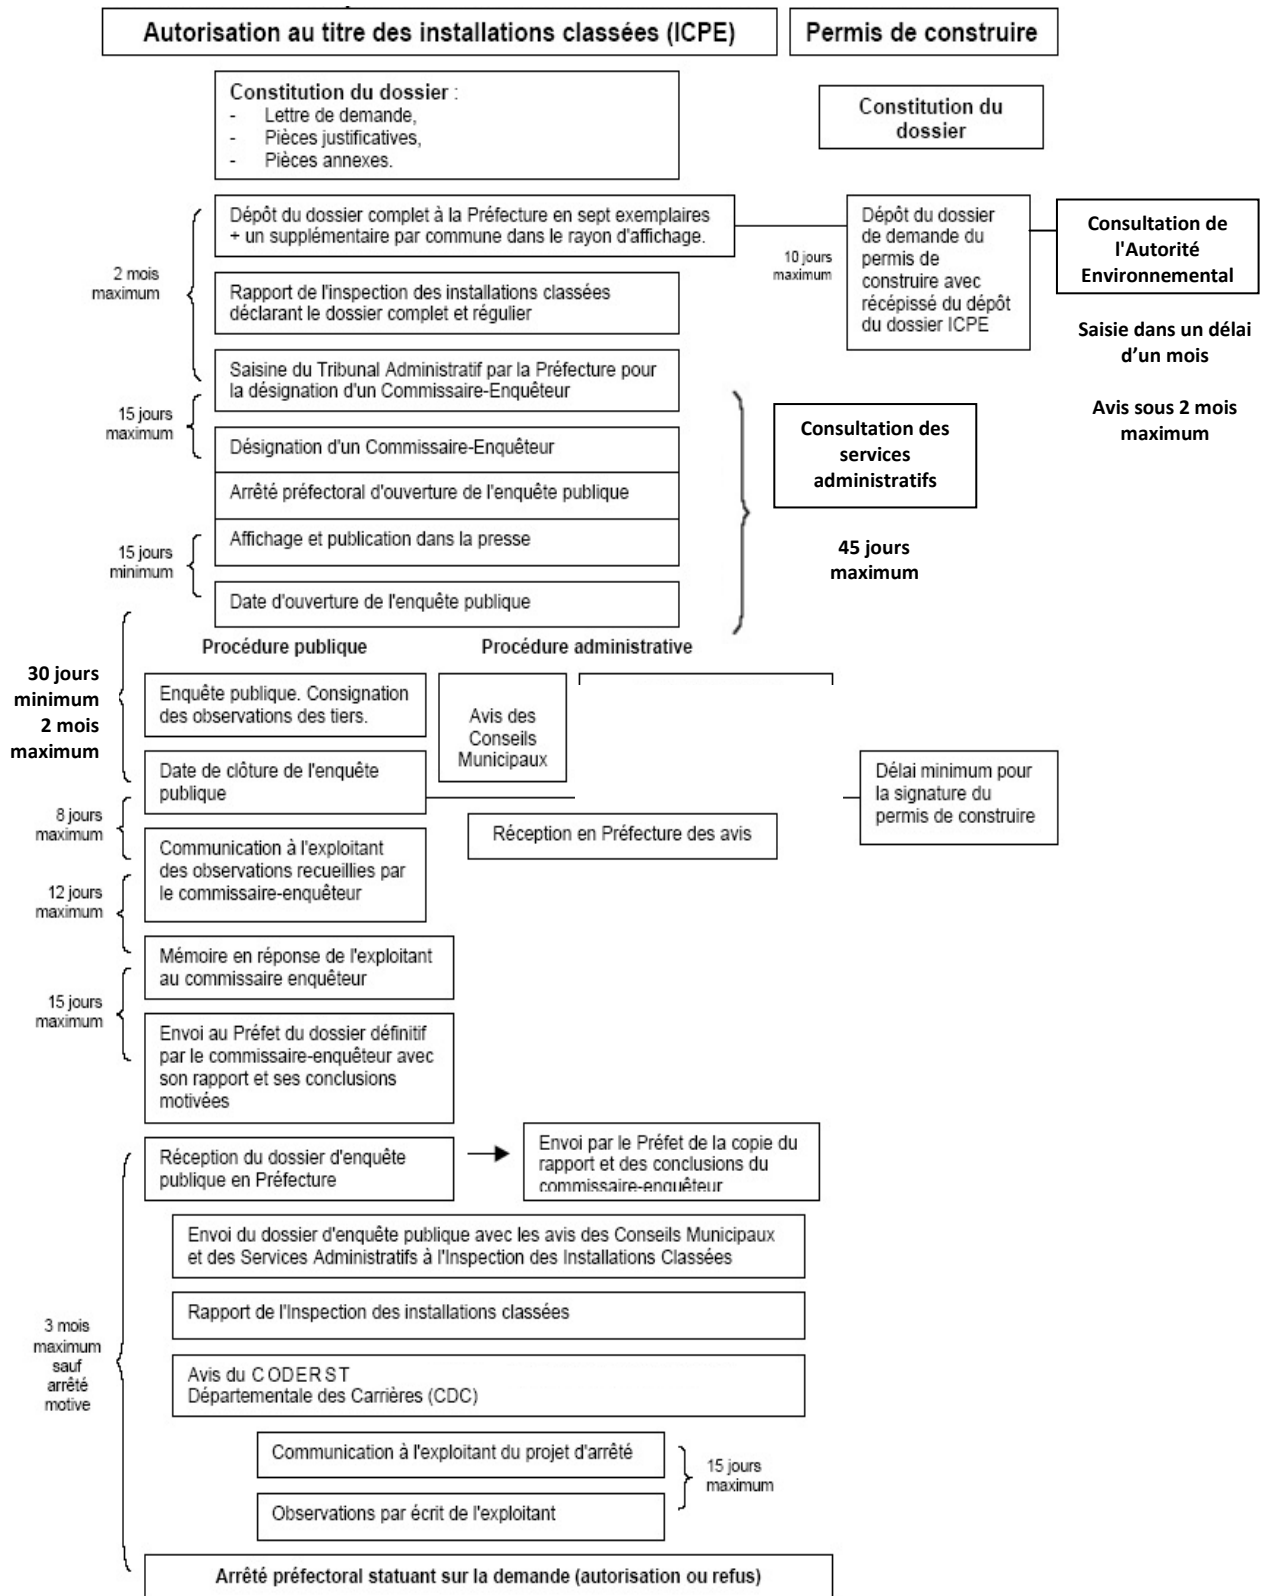 Autorisation au titre des installations classées (ICPE)
Permis de construire
Constitution du dossier :
- Lettre de demande,
- Pièces justificatives,
- Pièces annexes.
Constitution du
dossier
2 mois
maximum
Dépôt du dossier complet à la Préfecture en sept exemplaires
+ un supplémentaire par commune dans le rayon d'affichage.
10 jours
maximum
Dépôt du dossier
de demande du
permis de
construire avec
récépissé du dépôt
du dossier ICPE
Consultation de
l'Autorité
Environnemental
Saisie dans un délai
d’un mois
Avis sous 2 mois
maximum
Rapport de l'inspection des installations classées
déclarant le dossier complet et régulier
Saisine du Tribunal Administratif par la Préfecture pour
la désignation d'un Commissaire-Enquêteur
15 jours
maximum
Désignation d'un Commissaire-Enquêteur
Arrêté préfectoral d'ouverture de l'enquête publique
15 jours
minimum
Affichage et publication dans la presse
Date d'ouverture de l'enquête publique
Consultation des
services
administratifs
45 jours
maximum
Procédure publique
Procédure administrative
30 jours
minimum
2 mois
maximum
Enquête publique. Consignation
des observations des tiers.
Avis des
Conseils
Municipaux
Date de clôture de l'enquête
publique
Délai minimum pour
la signature du
permis de construire
8 jours
maximum
Réception en Préfecture des avis
Communication à l'exploitant
des observations recueillies par
le commissaire-enquêteur
12 jours
maximum
Mémoire en réponse de l'exploitant
au commissaire enquêteur
15 jours
maximum
Envoi au Préfet du dossier définitif
par le commissaire-enquêteur avec
son rapport et ses conclusions
motivées
Réception du dossier d'enquête
publique en Préfecture
Envoi par le Préfet de la copie du
rapport et des conclusions du
commissaire-enquêteur
Envoi du dossier d'enquête publique avec les avis des Conseils Municipaux
et des Services Administratifs à l'Inspection des Installations Classées
Rapport de l'Inspection des installations classées
3 mois
maximum
sauf
arrêté
motive
Avis du CODERST
Départementale des Carrières (CDC)
Communication à l'exploitant du projet d'arrêté
15 jours
maximum
Observations par écrit de l'exploitant
Arrêté préfectoral statuant sur la demande (autorisation ou refus)